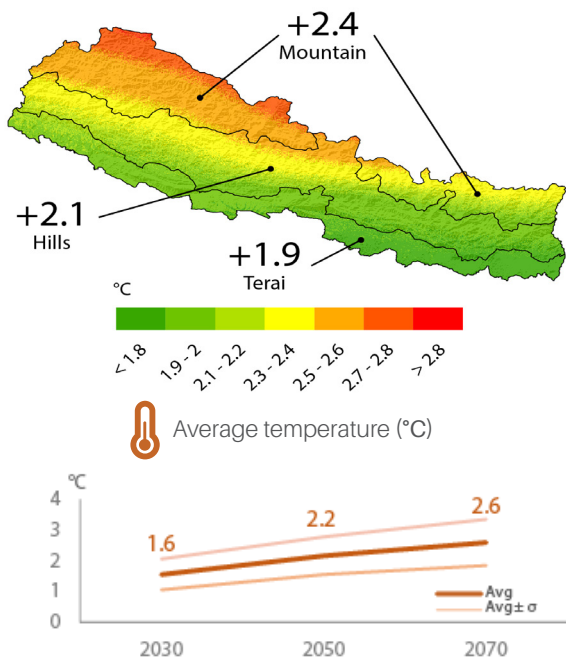 +2.4
Mountain
+2.1
Hills
+1.9
Terai
°C
< 1.8
1.9 - 2
2.1 - 2.2
2.3 - 2.4
2.5 - 2.6
2.7 - 2.8
> 2.8
Average temperature (°C)
°C
4
3
2
1
0
1.6
2.2
2.6
Avg
Avg± σ
2030
2050
2070